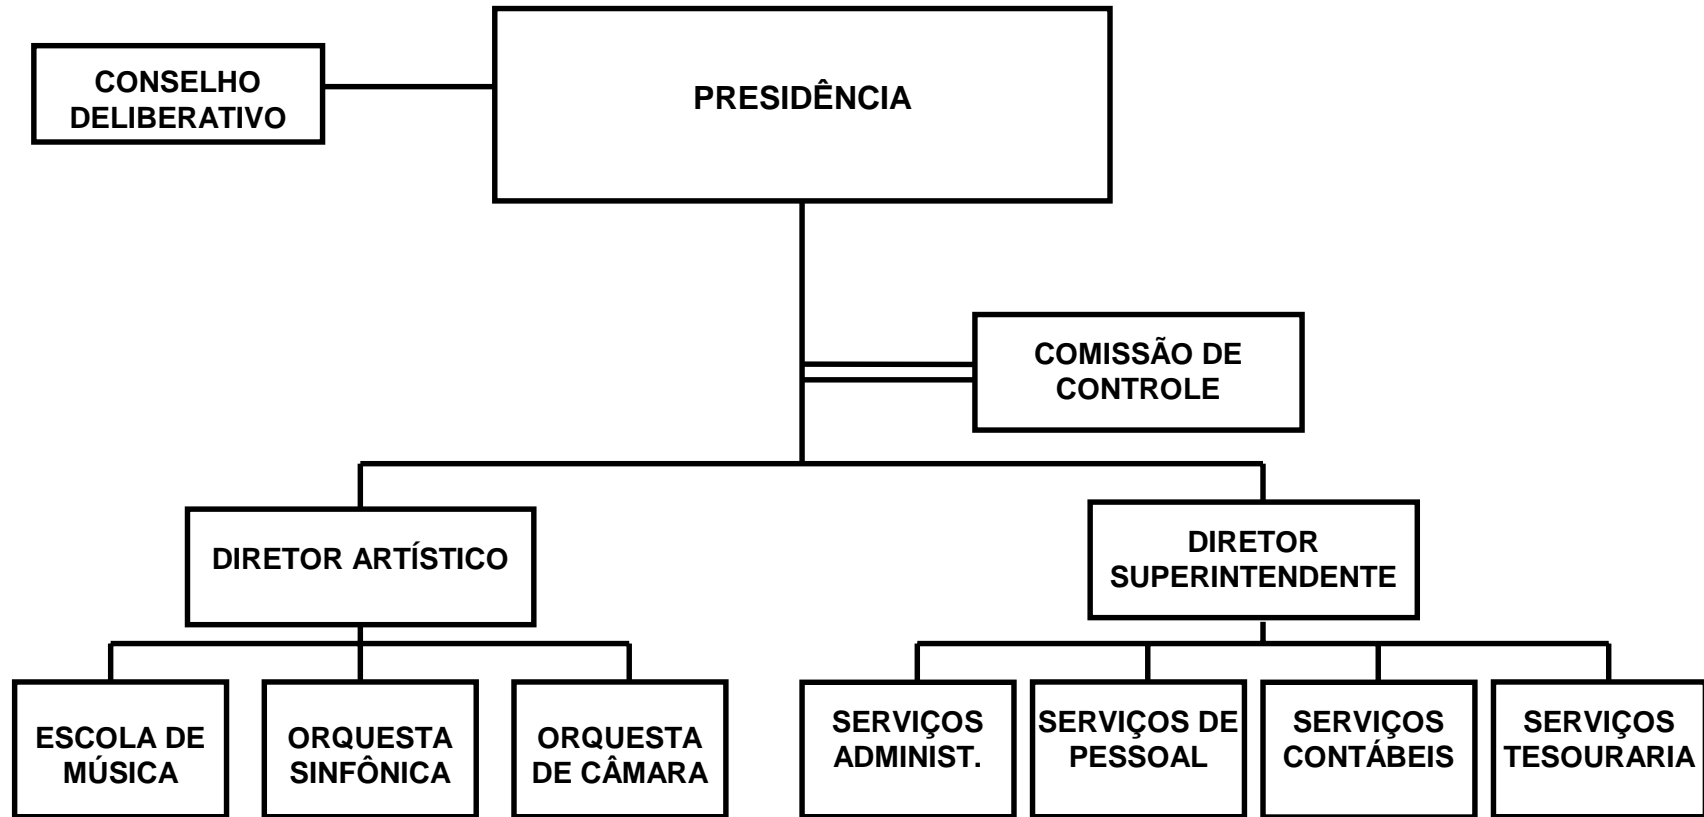 CONSELHO
DELIBERATIVO
PRESIDÊNCIA
COMISSÃO DE
CONTROLE
DIRETOR ARTÍSTICO
DIRETOR
SUPERINTENDENTE
ESCOLA DE
MÚSICA
ORQUESTA
SINFÔNICA
ORQUESTA
DE CÂMARA
SERVIÇOS
ADMINIST.
SERVIÇOS DE
PESSOAL
SERVIÇOS
CONTÁBEIS
SERVIÇOS
TESOURARIA